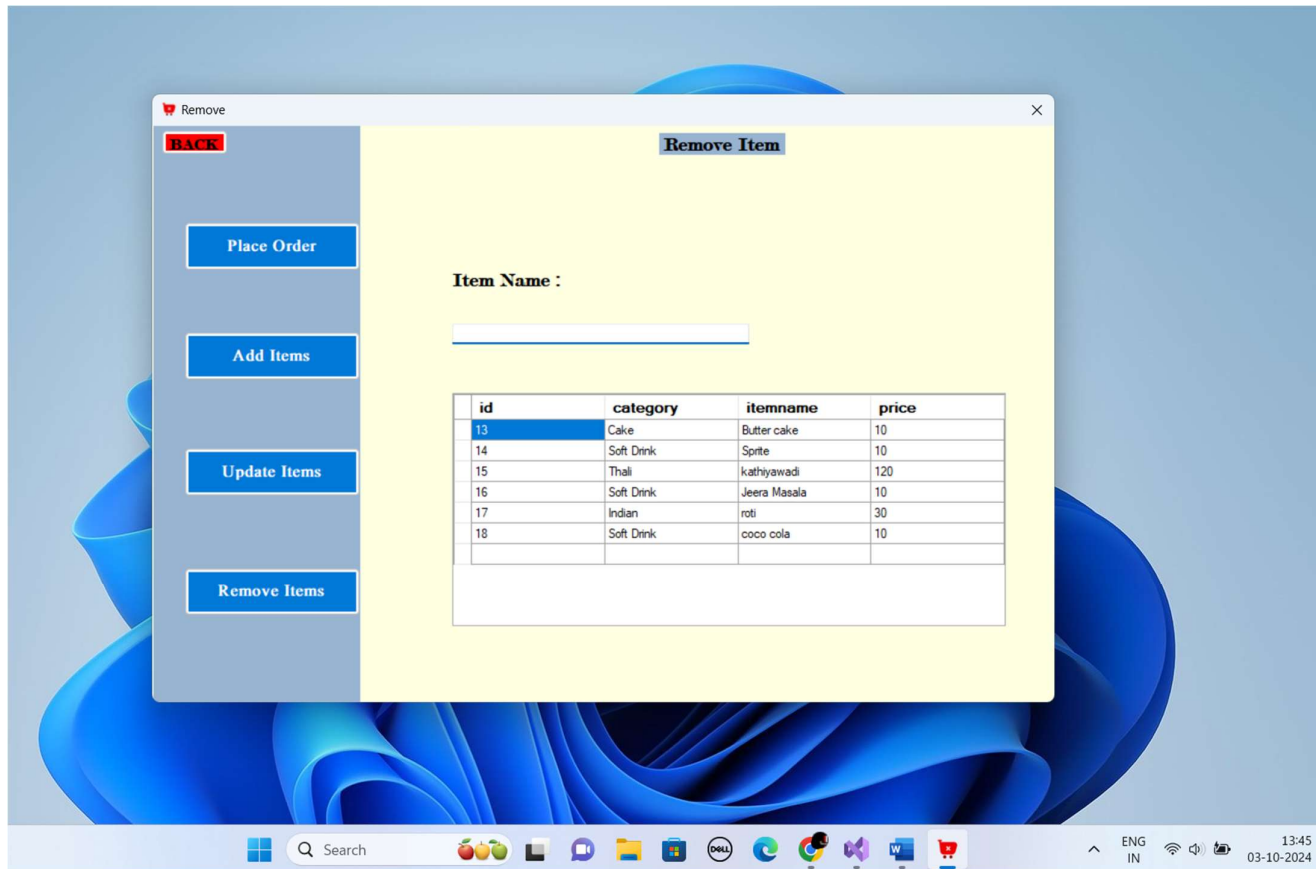 Remove
BACK
Remove Item
Place Order
Add Items
Update Items
Remove Items
Item Name :
id category itemname price
13 Cake Butter cake 10
14 Soft Drink Sprite 10
15 Thali kathiyawadi 120
16 Soft Drink Jeera Masala 10
17 Indian roti 30
18 Soft Drink coco cola 10
Search
DELL
W
ENG
IN
13:45
03-10-2024